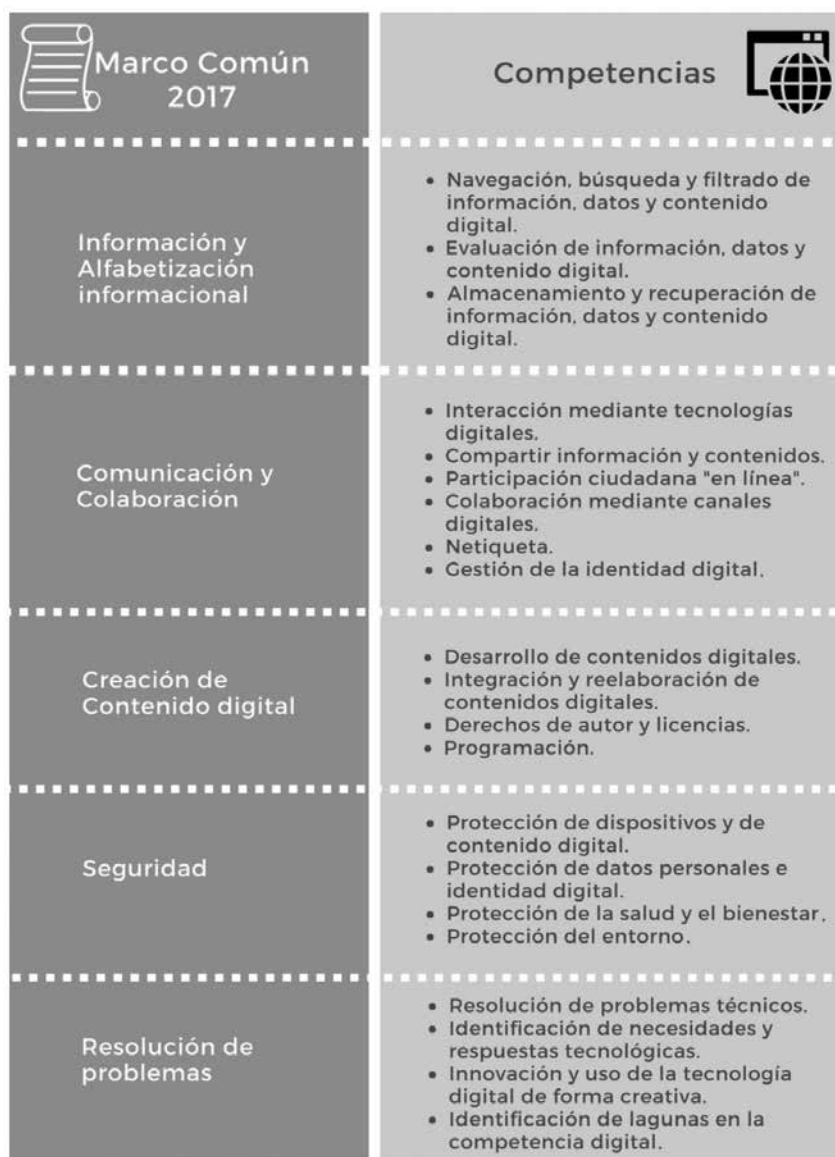 Marco Común
2017
Competencias
Información y
Alfabetización
informacional
• Navegación, búsqueda y filtrado de
información, datos y contenido
digital.
• Evaluación de información, datos y
contenido digital.
• Almacenamiento y recuperación de
información, datos y contenido
digital.
Comunicación y
Colaboración
• Interacción mediante tecnologías
digitales.
• Compartir información y contenidos.
• Participación ciudadana "en línea".
• Colaboración mediante canales
digitales.
• Netiqueta.
• Gestión de la identidad digital.
Creación de
Contenido digital
• Desarrollo de contenidos digitales.
• Integración y reelaboración de
contenidos digitales.
• Derechos de autor y licencias.
• Programación.
Seguridad
• Protección de dispositivos y de
contenido digital.
• Protección de datos personales e
identidad digital.
• Protección de la salud y el bienestar.
• Protección del entorno.
Resolución de
problemas
• Resolución de problemas técnicos.
• Identificación de necesidades y
respuestas tecnológicas.
• Innovación y uso de la tecnología
digital de forma creativa.
• Identificación de lagunas en la
competencia digital.